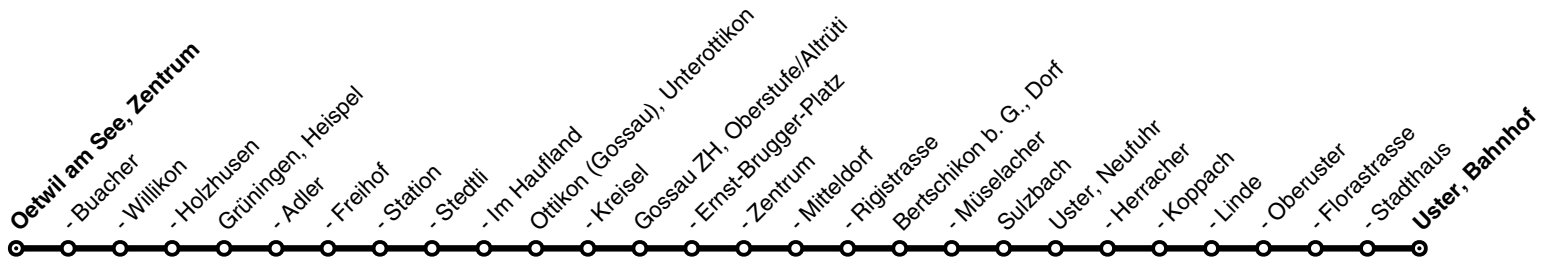 Oetwil am See, Zentrum
- Buacher
- Willikon
- Holzhusen
Grüningen, Heispel
- Adler
- Freihof
- Station
- Stedtli
- Im Haufland
Ottikon (Gossau), Unterottikon
- Kreisel
Gossau ZH, Oberstufe/Altrüti
- Ernst-Brugger-Platz
- Zentrum
- Mitteldorf
- Rigistrasse
Bertschikon b. G., Dorf
- Müselacher
Sulzbach
Uster, Neufuhr
- Herracher
- Koppach
- Linde
- Oberuster
- Florastrasse
- Stadthaus
Uster, Bahnhof